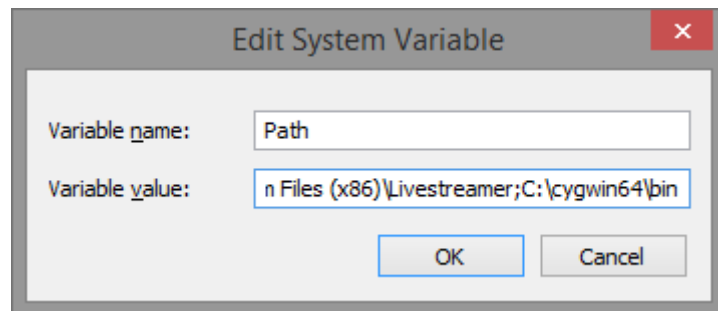 Edit System Variable
Variable name: Path
Variable value: n Files (x86)\Livestreamer;C:\cygwin64\bin
OK Cancel